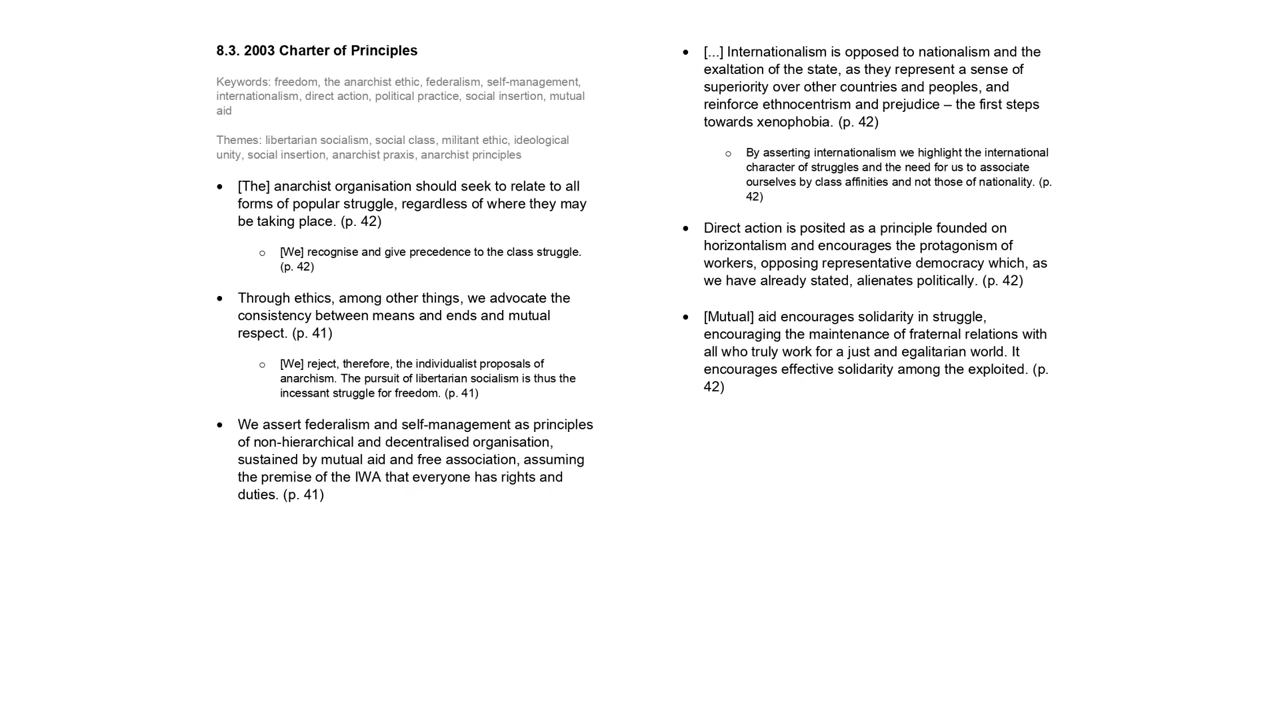 8.3. 2003 Charter of Principles
Keywords: freedom, the anarchist ethic, federalism, self-management,
internationalism, direct action, political practice, social insertion, mutual
aid
Themes: libertarian socialism, social class, militant ethic, ideological
unity, social insertion, anarchist praxis, anarchist principles
• [The] anarchist organisation should seek to relate to all
forms of popular struggle, regardless of where they may
be taking place. (p. 42)
○ [We] recognise and give precedence to the class struggle.
(p. 42)
• Through ethics, among other things, we advocate the
consistency between means and ends and mutual
respect. (p. 41)
○ [We] reject, therefore, the individualist proposals of
anarchism. The pursuit of libertarian socialism is thus the
incessant struggle for freedom. (p. 41)
• We assert federalism and self-management as principles
of non-hierarchical and decentralised organisation,
sustained by mutual aid and free association, assuming
the premise of the IWA that everyone has rights and
duties. (p. 41)
• [...] Internationalism is opposed to nationalism and the
exaltation of the state, as they represent a sense of
superiority over other countries and peoples, and
reinforce ethnocentrism and prejudice – the first steps
towards xenophobia. (p. 42)
○ By asserting internationalism we highlight the international
character of struggles and the need for us to associate
ourselves by class affinities and not those of nationality. (p.
42)
• Direct action is posited as a principle founded on
horizontalism and encourages the protagonism of
workers, opposing representative democracy which, as
we have already stated, alienates politically. (p. 42)
• [Mutual] aid encourages solidarity in struggle,
encouraging the maintenance of fraternal relations with
all who truly work for a just and egalitarian world. It
encourages effective solidarity among the exploited. (p.
42)